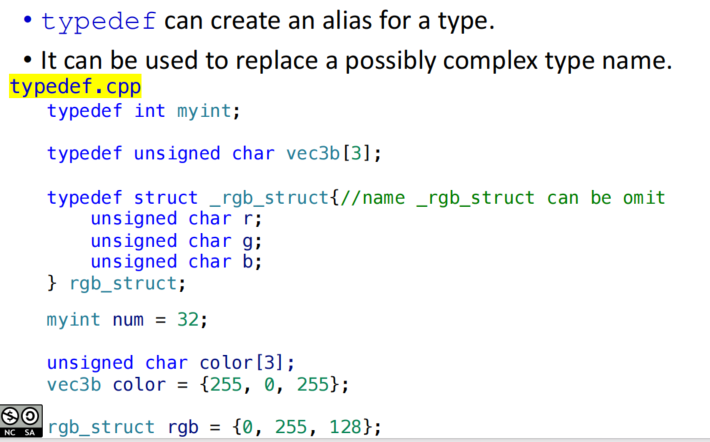 • typedef can create an alias for a type.
• It can be used to replace a possibly complex type name.
typedef.cpp
typedef int myint;
typedef unsigned char vec3b[3];
typedef struct _rgb_struct{//name _rgb_struct can be omit
    unsigned char r;
    unsigned char g;
    unsigned char b;
} rgb_struct;
myint num = 32;
unsigned char color[3];
vec3b color = {255, 0, 255};
rgb_struct rgb = {0, 255, 128};
NC SA